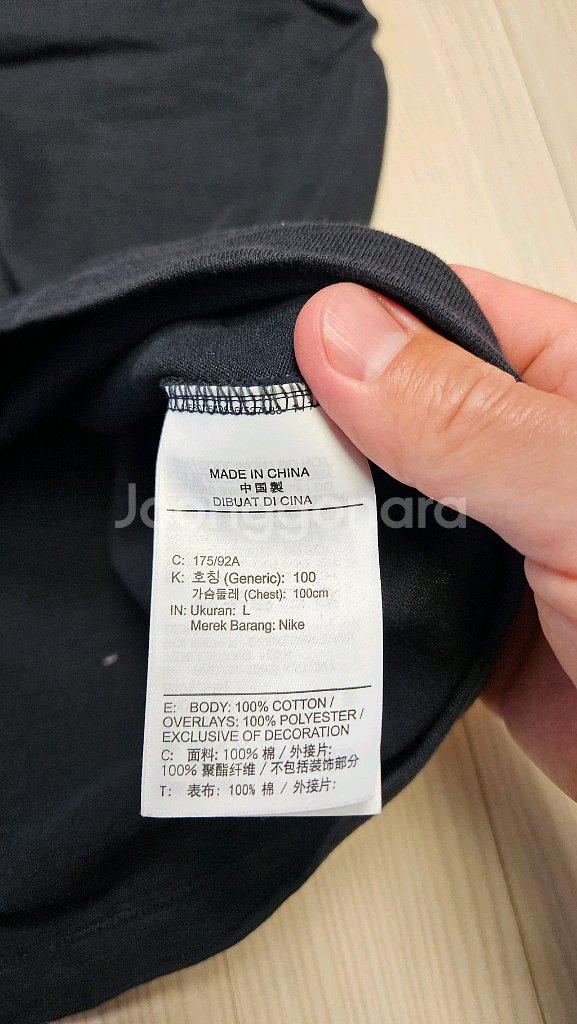 MADE IN CHINA
中国製
DIBUAT DI CINA
Joonggonara
C: 175/92A
K: 호칭 (Generic): 100
가슴둘레 (Chest): 100cm
IN: Ukuran: L
Merek Barang: Nike
E: BODY: 100% COTTON /
OVERLAYS: 100% POLYESTER /
EXCLUSIVE OF DECORATION
C: 面料: 100% 棉 / 外接片:
100% 聚酯纤维 / 不包括装饰部分
T: 表布: 100% 棉 / 外接片: